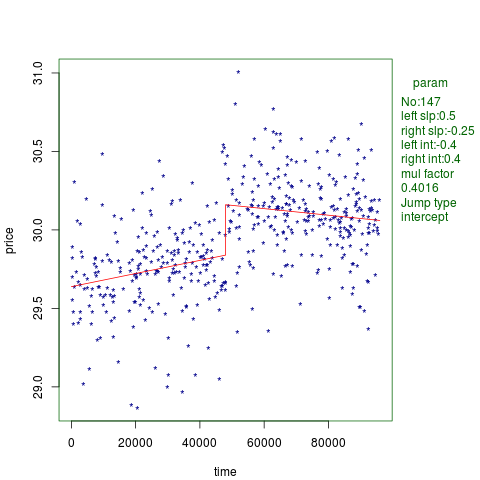 31.0
30.5
30.0
29.5
29.0
price
0
20000
40000
60000
80000
time
param
No:147
left slp:0.5
right slp:-0.25
left int:-0.4
right int:0.4
mul factor
0.4016
Jump type
intercept